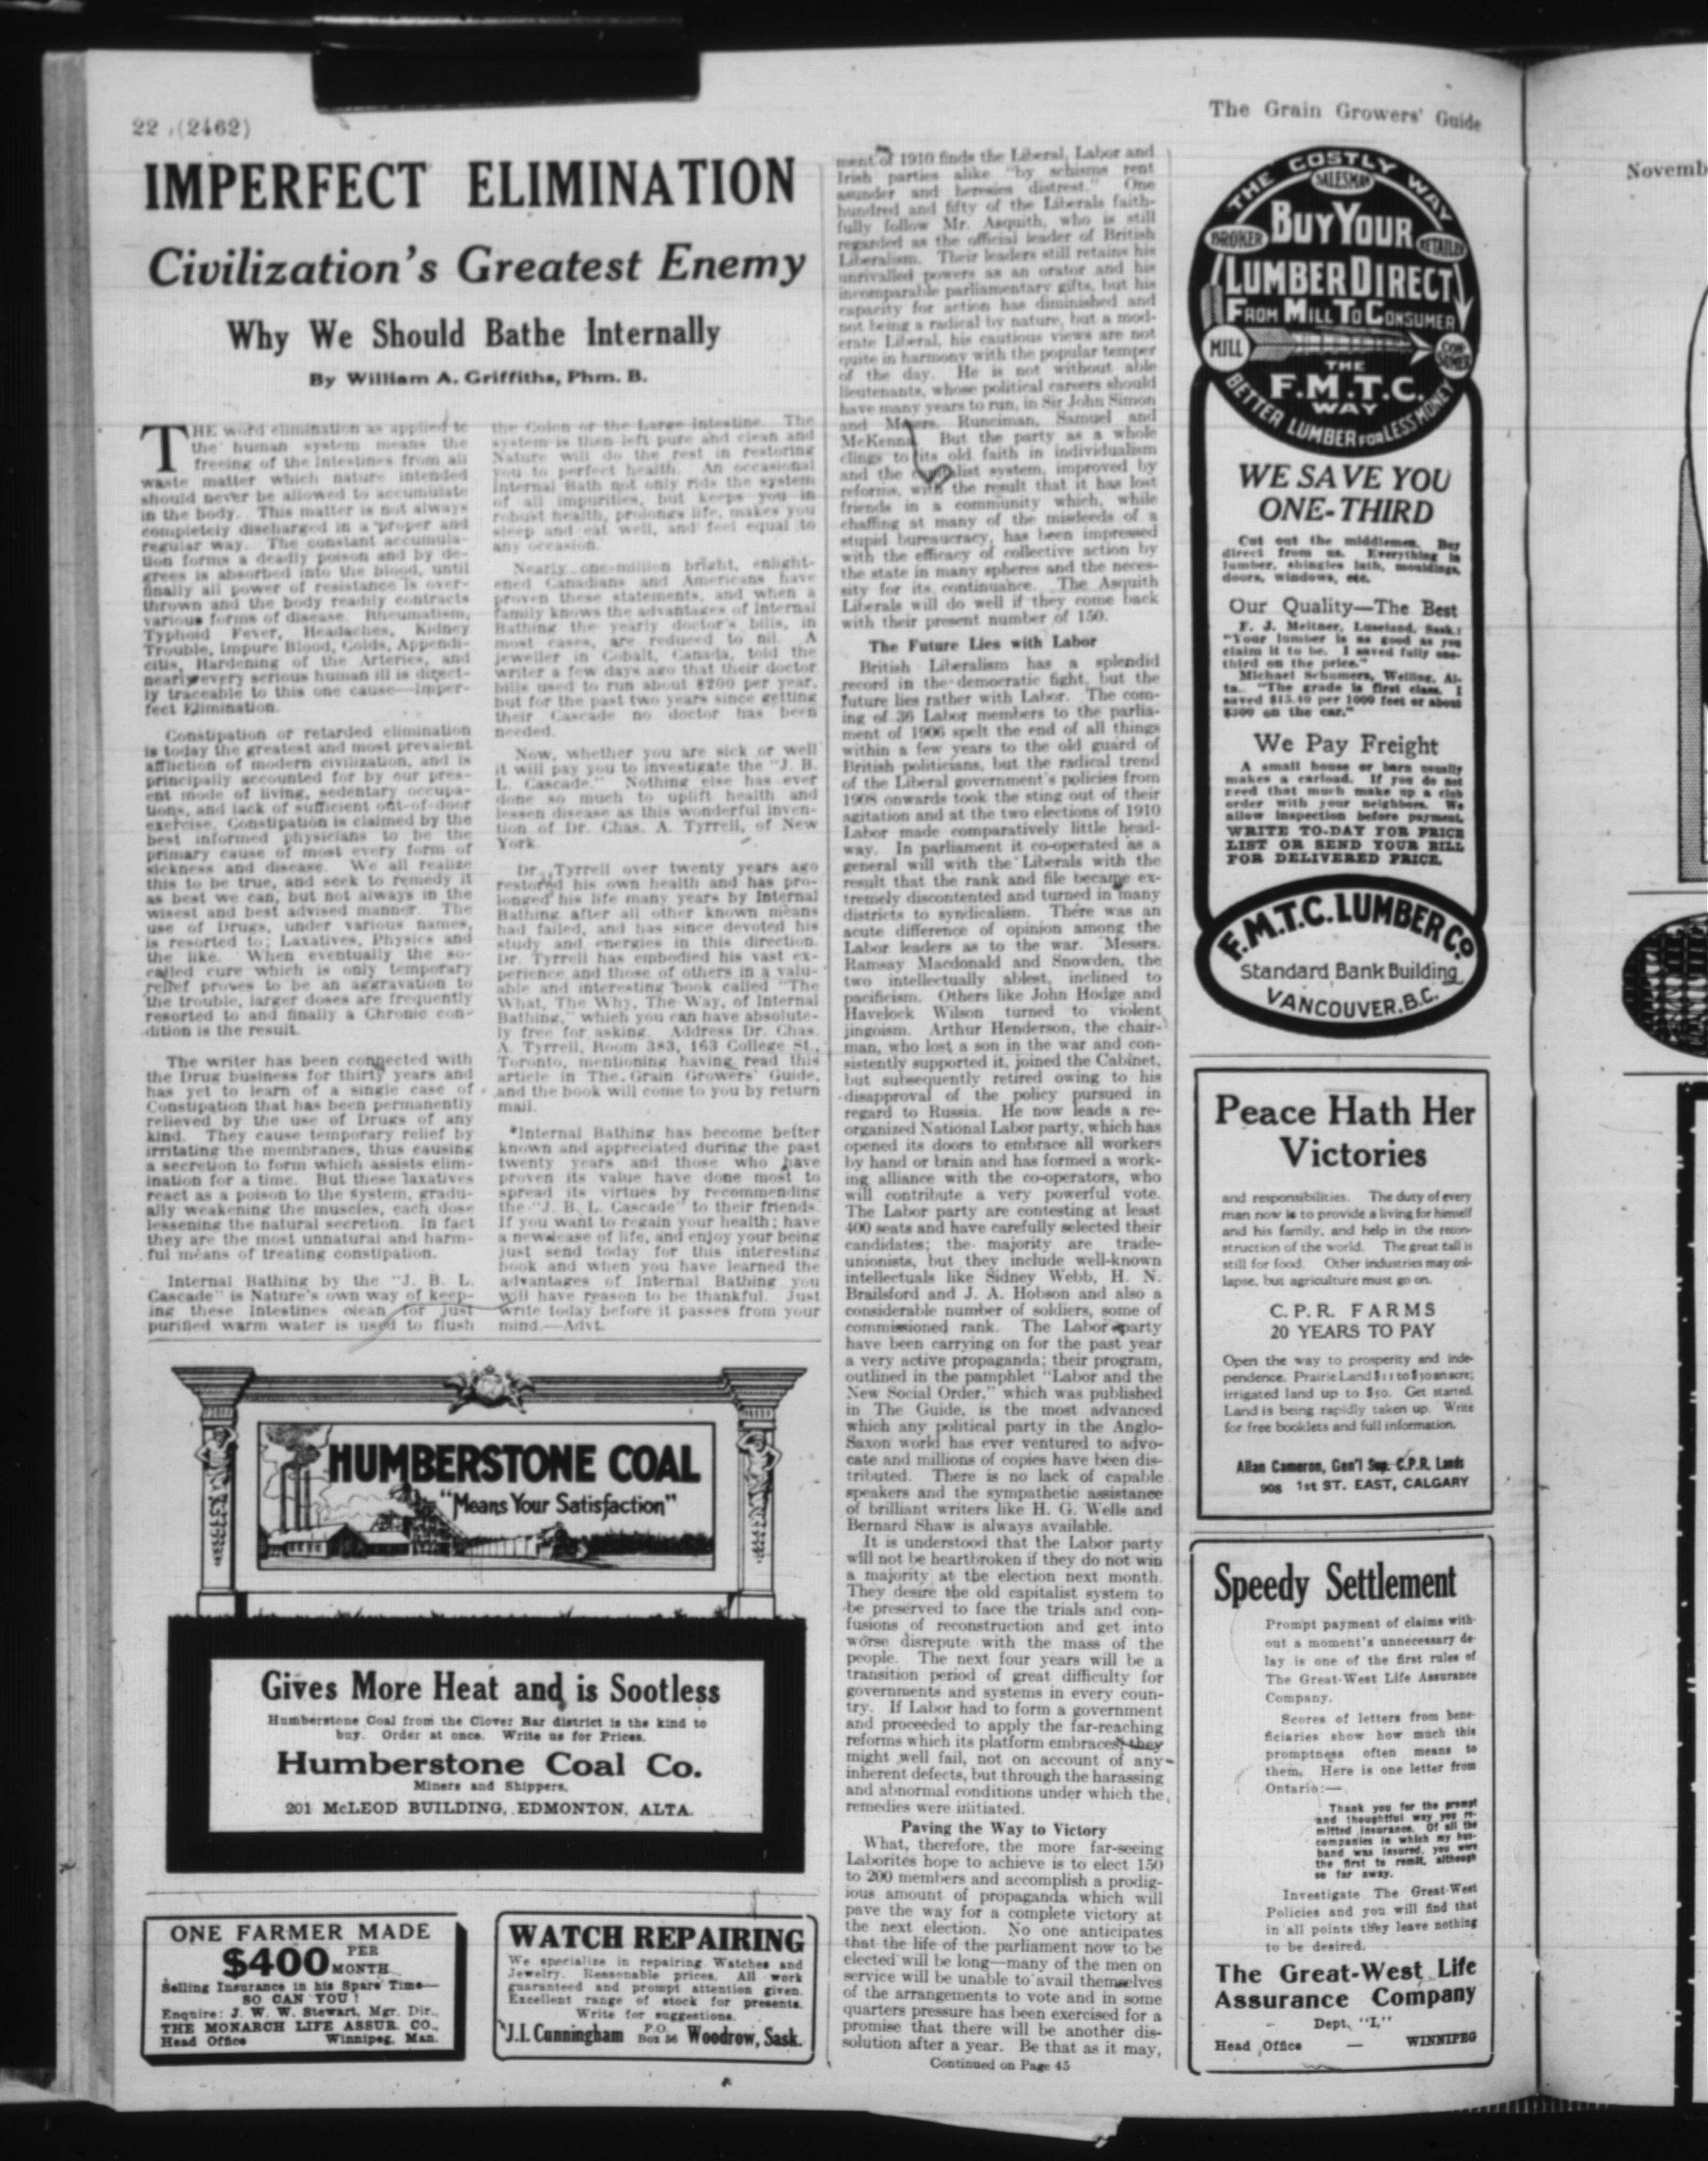 22 (2462)
The Grain Growers' Guide
IMPERFECT ELIMINATION
Civilization's Greatest Enemy
Why We Should Bathe Internally
By William A. Griffiths, Phm. B.
THE word elimination as applied to
the human system means the
freeing of the Intestines from all
waste matter which nature intended
should never be allowed to accumulate
in the body. This matter is not always
completely discharged in a proper and
regular way. The constant accumula-
tion forms a deadly poison and by de-
grees is absorbed into the blood, until
finally all power of resistance is over-
thrown and the body readily contracts
various forms of disease. Rheumatism,
Typhoid Fever, Headaches, Kidney
Trouble, Impure Blood, Colds, Appendi-
citis, Hardening of the Arteries, and
nearly every serious human ill is direct-
ly traceable to this one cause—Imper-
fect Elimination.
Constipation or retarded elimination
is today the greatest and most prevalent
affliction of modern civilization, and is
principally accounted for by our pres-
ent mode of living, sedentary occupa-
tions, and lack of sufficient out-of-door
exercise. Constipation is claimed by the
best informed physicians to be the
primary cause of most every form of
sickness and disease. We all realize
this to be true, and seek to remedy it
as best we can, but not always in the
wisest and best advised manner. The
use of Drugs, under various names,
is resorted to; Laxatives, Physics and
the like. When eventually the so-
called cure which is only temporary
relief proves to be an aggravation to
the trouble, larger doses are frequently
resorted to and finally a Chronic con-
dition is the result.
The writer has been connected with
the Drug business for thirty years and
has yet to learn of a single case of
Constipation that has been permanently
relieved by the use of Drugs of any
kind. They cause temporary relief by
irritating the membranes, thus causing
a secretion to form which assists elim-
ination for a time. But these laxatives
react as a poison to the system, gradu-
ally weakening the muscles, each dose
lessening the natural secretion. In fact
they are the most unnatural and harm-
ful means of treating constipation.
Internal Bathing by the "J. B. L.
Cascade" is Nature's own way of keep-
ing these Intestines clean for just
purified warm water is used to flush
the Colon or the Large Intestine. The
system is then left pure and clean and
Nature will do the rest in restoring
you to perfect health. An occasional
Internal Bath not only rids the system
of all impurities, but keeps you in
robust health, prolongs life, makes you
sleep and eat well, and feel equal to
any occasion.
Nearly one-million bright, enlight-
ened Canadians and Americans have
proven these statements, and when a
family knows the advantages of Internal
Bathing the yearly doctor's bills, in
most cases, are reduced to nil. A
jeweller in Cobalt, Canada, told the
writer a few days ago that their doctor
bills used to run about $200 per year,
but for the past two years since getting
their Cascade no doctor has been
needed.
Now, whether you are sick or well
it will pay you to investigate the "J. B.
L. Cascade." Nothing else has ever
done so much to uplift health and
lessen disease as this wonderful inven-
tion of Dr. Chas. A. Tyrrell, of New
York.
Dr. Tyrrell over twenty years ago
restored his own health and has pro-
longed his life many years by Internal
Bathing after all other known means
had failed, and has since devoted his
study and energies in this direction.
Dr. Tyrrell has embodied his vast ex-
perience and those of others in a valu-
able and interesting book called "The
What, The Why, The Way, of Internal
Bathing," which you can have absolute-
ly free for asking. Address Dr. Chas.
A. Tyrrell, Room 383, 163 College St.,
Toronto, mentioning having read this
article in The Grain Growers' Guide,
and the book will come to you by return
mail.
Internal Bathing has become better
known and appreciated during the past
twenty years and those who have
proven its value have done most to
spread its virtues by recommending
the "J. B. L. Cascade" to their friends.
If you want to regain your health; have
a new lease of life, and enjoy your being
just send today for this interesting
book and when you have learned the
advantages of Internal Bathing you
will have reason to be thankful. Just
write today before it passes from your
mind.—Advt.
HUMBERSTONE COAL
"Means Your Satisfaction"
Gives More Heat and is Sootless
Humberstone Coal from the Clover Bar district is the kind to
buy. Order at once. Write us for Prices.
Humberstone Coal Co.
Miners and Shippers.
201 McLEOD BUILDING, EDMONTON, ALTA.
ONE FARMER MADE
$400 PER MONTH
Selling Insurance in his Spare Time—
SO CAN YOU!
Enquire: J. W. W. Stewart, Mgr. Dir.,
THE MONARCH LIFE ASSUR. CO.,
Head Office Winnipeg, Man.
WATCH REPAIRING
We specialize in repairing Watches and
Jewelry. Reasonable prices. All work
guaranteed and prompt attention given.
Excellent range of stock for presents.
Write for suggestions.
J.I. Cunningham P.O. Box 56 Woodrow, Sask.
ment of 1910 finds the Liberal, Labor and
Irish parties alike "by schisms rent
asunder and heresies distrest." One
hundred and fifty of the Liberals faith-
fully follow Mr. Asquith, who is still
regarded as the official leader of British
Liberalism. Their leaders still retains his
unrivalled powers as an orator and his
incomparable parliamentary gifts, but his
capacity for action has diminished and
not being a radical by nature, but a mod-
erate Liberal, his cautious views are not
quite in harmony with the popular temper
of the day. He is not without able
lieutenants, whose political careers should
have many years to run, in Sir John Simon
and Messrs. Runciman, Samuel and
McKenna. But the party as a whole
clings to its old faith in individualism
and the capitalist system, improved by
reforms, with the result that it has lost
friends in a community which, while
chaffing at many of the misdeeds of a
stupid bureaucracy, has been impressed
with the efficacy of collective action by
the state in many spheres and the neces-
sity for its continuance. The Asquith
Liberals will do well if they come back
with their present number of 150.
The Future Lies with Labor
British Liberalism has a splendid
record in the democratic fight, but the
future lies rather with Labor. The com-
ing of 36 Labor members to the parlia-
ment of 1906 spelt the end of all things
within a few years to the old guard of
British politicians, but the radical trend
of the Liberal government's policies from
1908 onwards took the sting out of their
agitation and at the two elections of 1910
Labor made comparatively little head-
way. In parliament it co-operated as a
general will with the Liberals with the
result that the rank and file became ex-
tremely discontented and turned in many
districts to syndicalism. There was an
acute difference of opinion among the
Labor leaders as to the war. Messrs.
Ramsay Macdonald and Snowden, the
two intellectually ablest, inclined to
pacificism. Others like John Hodge and
Havelock Wilson turned to violent
jingoism. Arthur Henderson, the chair-
man, who lost a son in the war and con-
sistently supported it, joined the Cabinet,
but subsequently retired owing to his
disapproval of the policy pursued in
regard to Russia. He now leads a re-
organized National Labor party, which has
opened its doors to embrace all workers
by hand or brain and has formed a work-
ing alliance with the co-operators, who
will contribute a very powerful vote.
The Labor party are contesting at least
400 seats and have carefully selected their
candidates; the majority are trade-
unionists, but they include well-known
intellectuals like Sidney Webb, H. N.
Brailsford and J. A. Hobson and also a
considerable number of soldiers, some of
commissioned rank. The Labor party
have been carrying on for the past year
a very active propaganda; their program,
outlined in the pamphlet "Labor and the
New Social Order," which was published
in The Guide, is the most advanced
which any political party in the Anglo-
Saxon world has ever ventured to advo-
cate and millions of copies have been dis-
tributed. There is no lack of capable
speakers and the sympathetic assistance
of brilliant writers like H. G. Wells and
Bernard Shaw is always available.
It is understood that the Labor party
will not be heartbroken if they do not win
a majority at the election next month.
They desire the old capitalist system to
be preserved to face the trials and con-
fusions of reconstruction and get into
worse disrepute with the mass of the
people. The next four years will be a
transition period of great difficulty for
governments and systems in every coun-
try. If Labor had to form a government
and proceeded to apply the far-reaching
reforms which its platform embraces, they
might well fail, not on account of any
inherent defects, but through the harassing
and abnormal conditions under which the
remedies were initiated.
Paving the Way to Victory
What, therefore, the more far-seeing
Laborites hope to achieve is to elect 150
to 200 members and accomplish a prodig-
ious amount of propaganda which will
pave the way for a complete victory at
the next election. No one anticipates
that the life of the parliament now to be
elected will be long—many of the men on
service will be unable to avail themselves
of the arrangements to vote and in some
quarters pressure has been exercised for a
promise that there will be another dis-
solution after a year. Be that as it may,
Continued on Page 45
THE COSTLY WAY
SALESMAN
BROKER
RETAILER
BUY YOUR
LUMBER DIRECT
FROM MILL TO CONSUMER
MILL
CONSUMER
THE
F.M.T.C.
WAY
BETTER LUMBER FOR LESS MONEY
WE SAVE YOU
ONE-THIRD
Cut out the middlemen. Buy
direct from us. Everything in
lumber, shingles lath, mouldings,
doors, windows, etc.
Our Quality—The Best
F. J. Meitner, Luseland, Sask.:
"Your lumber is as good as you
claim it to be. I saved fully one-
third on the price."
Michael Schumers, Welling, Al-
ta. "The grade is first class. I
saved $15.40 per 1000 feet or about
$300 on the car."
We Pay Freight
A small house or barn usually
makes a carload. If you do not
need that much make up a club
order with your neighbors. We
allow inspection before payment.
WRITE TO-DAY FOR PRICE
LIST OR SEND YOUR BILL
FOR DELIVERED PRICE.
F.M.T.C. LUMBER Co.
Standard Bank Building
VANCOUVER, B.C.
Peace Hath Her
Victories
and responsibilities. The duty of every
man now is to provide a living for himself
and his family, and help in the recon-
struction of the world. The great call is
still for food. Other industries may col-
lapse, but agriculture must go on.
C.P.R. FARMS
20 YEARS TO PAY
Open the way to prosperity and inde-
pendence. Prairie Land $11 to $30 an acre;
irrigated land up to $50. Get started.
Land is being rapidly taken up. Write
for free booklets and full information.
Allan Cameron, Gen'l Sup. C.P.R. Lands
908 1st ST. EAST, CALGARY
Speedy Settlement
Prompt payment of claims with-
out a moment's unnecessary de-
lay is one of the first rules of
The Great-West Life Assurance
Company.
Scores of letters from bene-
ficiaries show how much this
promptness often means to
them. Here is one letter from
Ontario:—
Thank you for the prompt
and thoughtful way you re-
mitted insurance. Of all the
companies in which my hus-
band was insured, you were
the first to remit, although
so far away.
Investigate The Great-West
Policies and you will find that
in all points they leave nothing
to be desired.
The Great-West Life
Assurance Company
Dept. "I,"
Head Office — WINNIPEG
Novemb